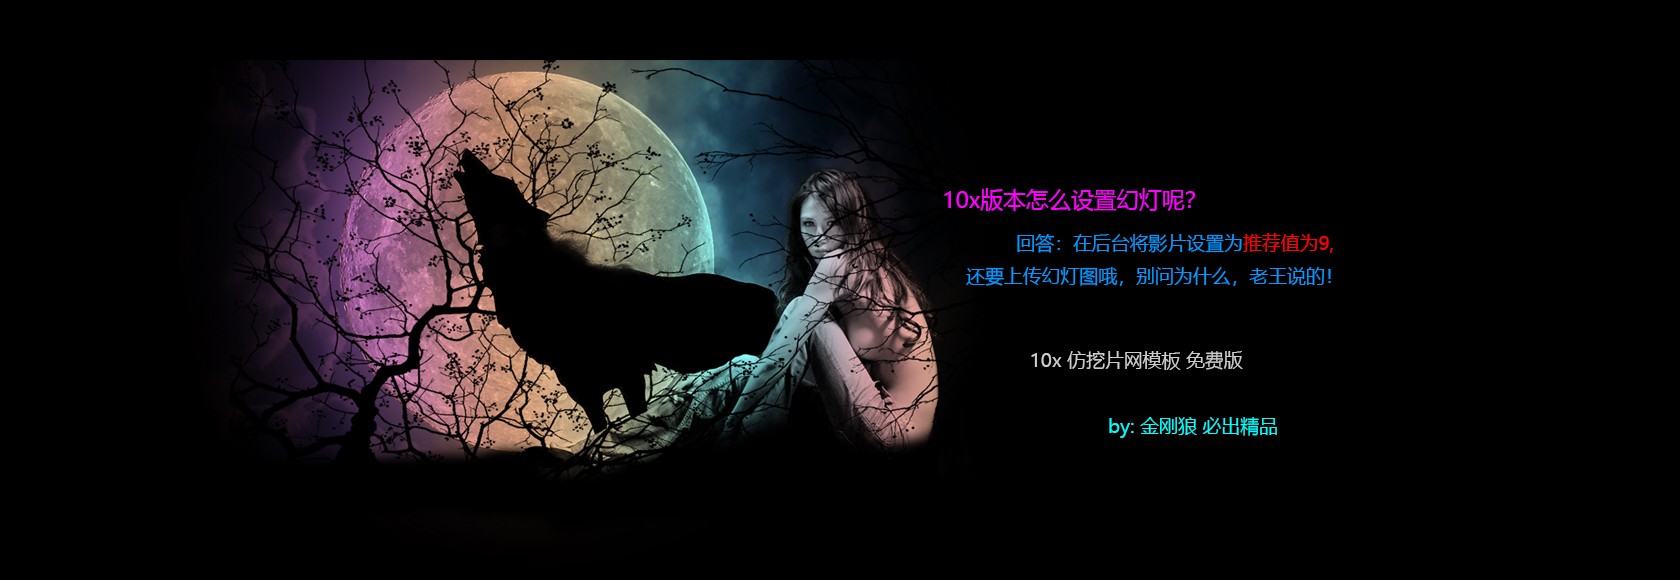 10x版本怎么设置幻灯呢?
回答：在后台将影片设置为推荐值为9,
还要上传幻灯图哦，别问为什么，老王说的！
10x 仿挖片网模板 免费版
by: 金刚狼 必出精品